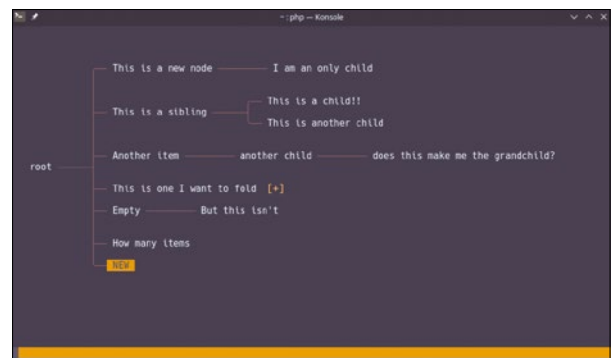 ~ : php — Konsole
This is a new node I am an only child
This is a child!!
This is a sibling
This is another child
Another item another child does this make me the grandchild?
root
This is one I want to fold [+]
Empty But this isn't
How many items
NEW